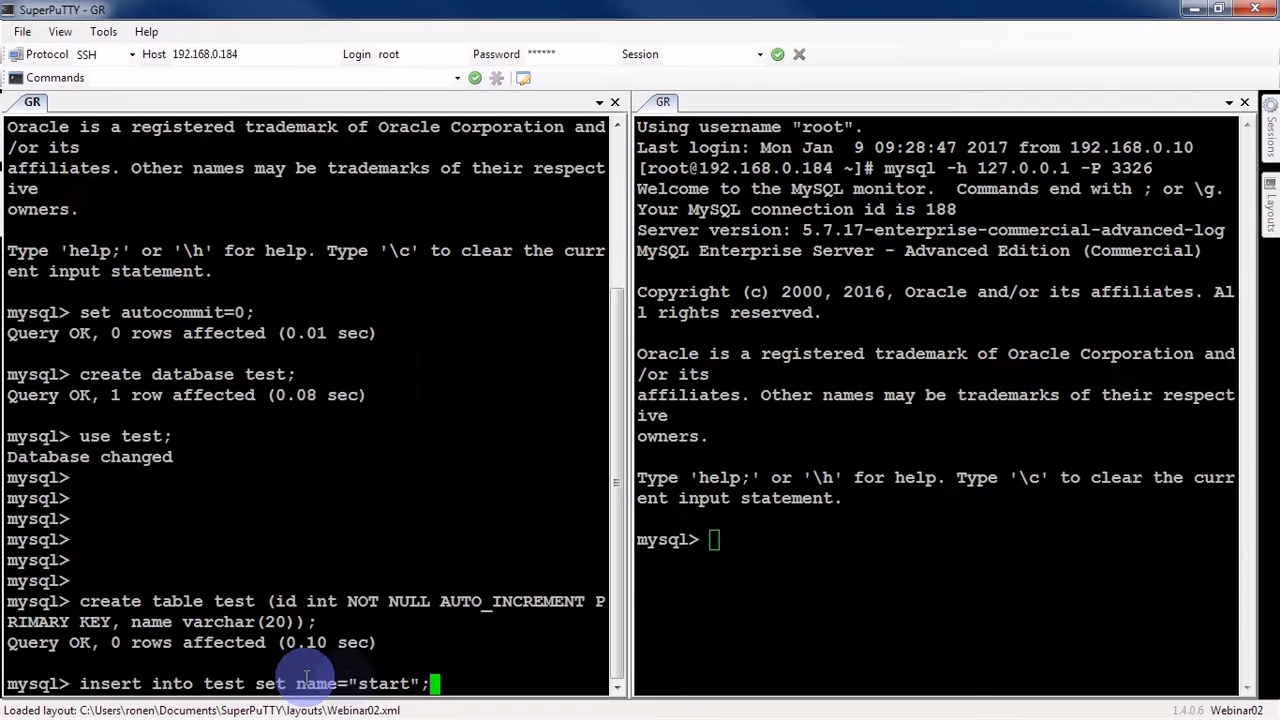 SuperPuTTY - GR
File View Tools Help
Protocol SSH Host 192.168.0.184 Login root Password ****** Session
Commands
GR
Oracle is a registered trademark of Oracle Corporation and
/or its
affiliates. Other names may be trademarks of their respect
ive
owners.
Type 'help;' or '\h' for help. Type '\c' to clear the curr
ent input statement.
mysql> set autocommit=0;
Query OK, 0 rows affected (0.01 sec)
mysql> create database test;
Query OK, 1 row affected (0.08 sec)
mysql> use test;
Database changed
mysql>
mysql>
mysql>
mysql>
mysql>
mysql>
mysql> create table test (id int NOT NULL AUTO_INCREMENT P
RIMARY KEY, name varchar(20));
Query OK, 0 rows affected (0.10 sec)
mysql> insert into test set name="start";
GR
Using username "root".
Last login: Mon Jan  9 09:28:47 2017 from 192.168.0.10
[root@192.168.0.184 ~]# mysql -h 127.0.0.1 -P 3326
Welcome to the MySQL monitor.  Commands end with ; or \g.
Your MySQL connection id is 188
Server version: 5.7.17-enterprise-commercial-advanced-log
MySQL Enterprise Server - Advanced Edition (Commercial)
Copyright (c) 2000, 2016, Oracle and/or its affiliates. Al
l rights reserved.
Oracle is a registered trademark of Oracle Corporation and
/or its
affiliates. Other names may be trademarks of their respect
ive
owners.
Type 'help;' or '\h' for help. Type '\c' to clear the curr
ent input statement.
mysql>
Sessions
Layouts
Loaded layout: C:\Users\ronen\Documents\SuperPuTTY\layouts\Webinar02.xml
1.4.0.6 Webinar02